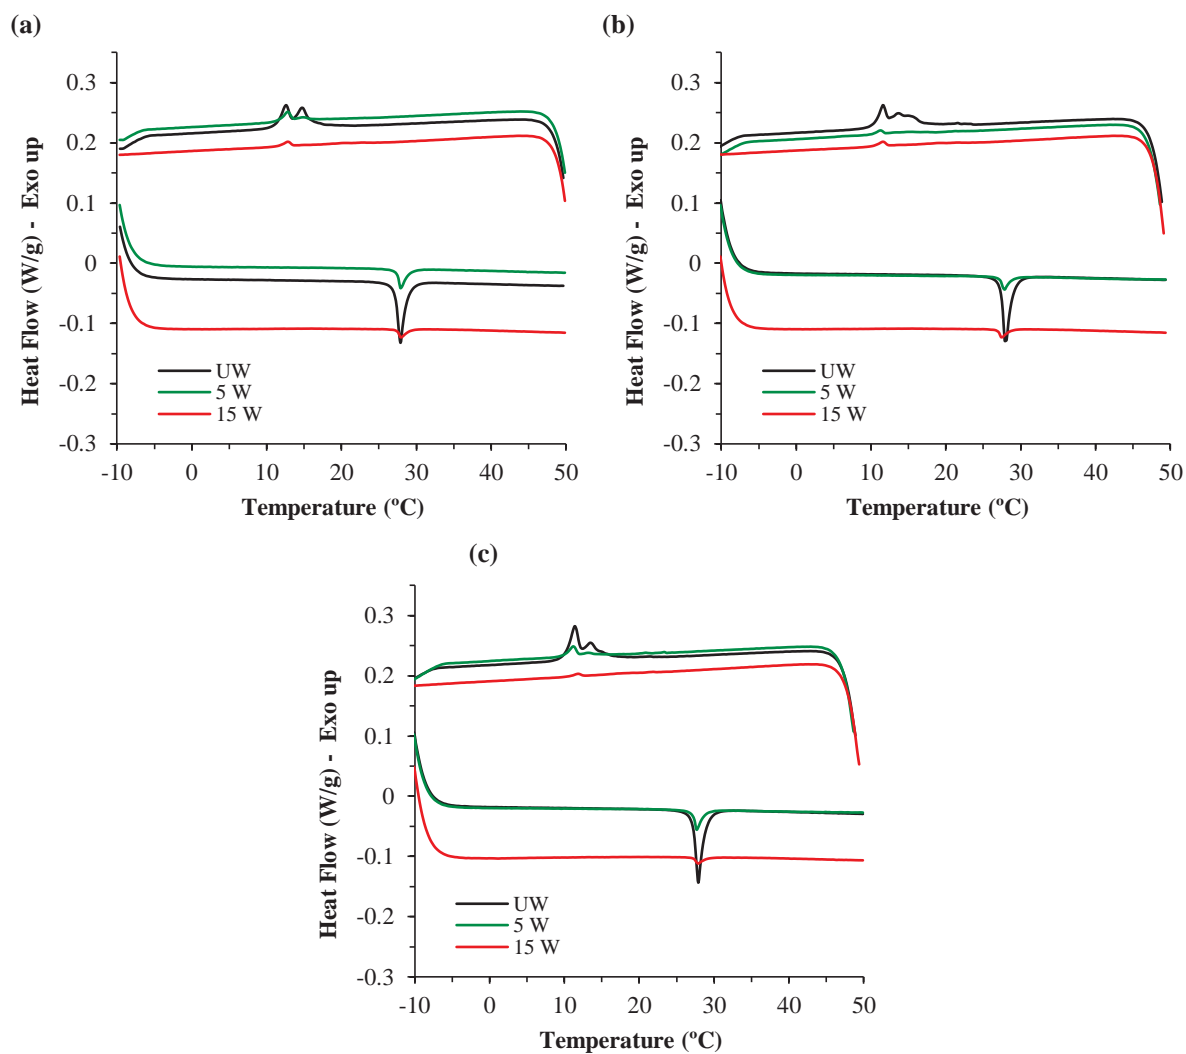 (a)
0.3
0.2
0.1
0
-0.1
-0.2
-0.3
Heat Flow (W/g) - Exo up
UW
5 W
15 W
-10 0 10 20 30 40 50
Temperature (ºC)
(b)
0.3
0.2
0.1
0
-0.1
-0.2
-0.3
Heat Flow (W/g) - Exo up
UW
5 W
15 W
-10 0 10 20 30 40 50
Temperature (ºC)
(c)
0.3
0.2
0.1
0
-0.1
-0.2
-0.3
Heat Flow (W/g) - Exo up
UW
5 W
15 W
-10 0 10 20 30 40 50
Temperature (ºC)